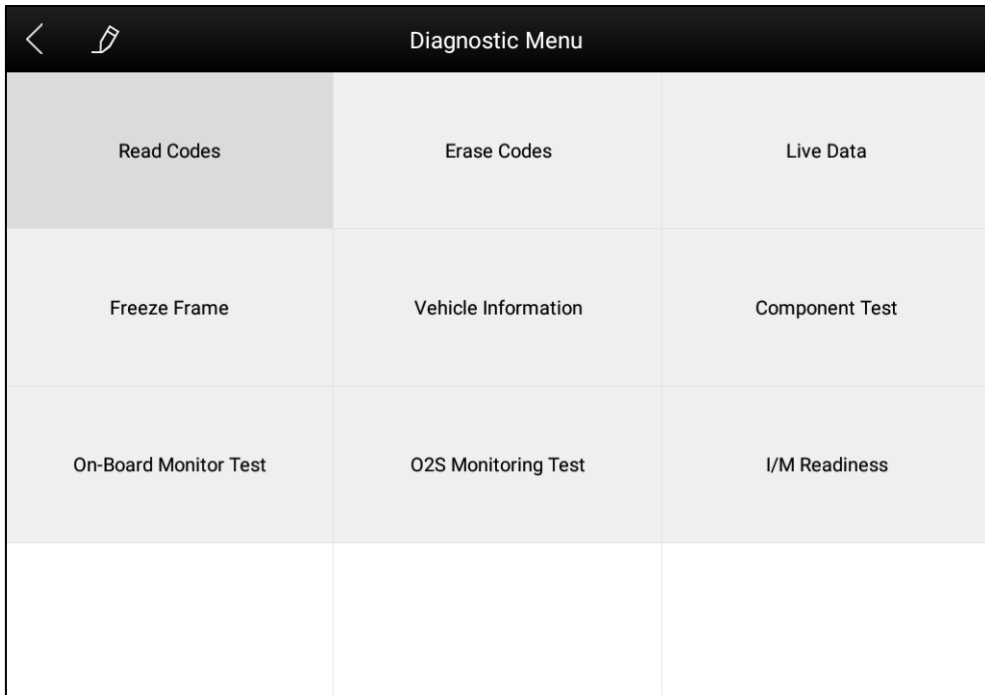 Diagnostic Menu
Read Codes
Erase Codes
Live Data
Freeze Frame
Vehicle Information
Component Test
On-Board Monitor Test
O2S Monitoring Test
I/M Readiness